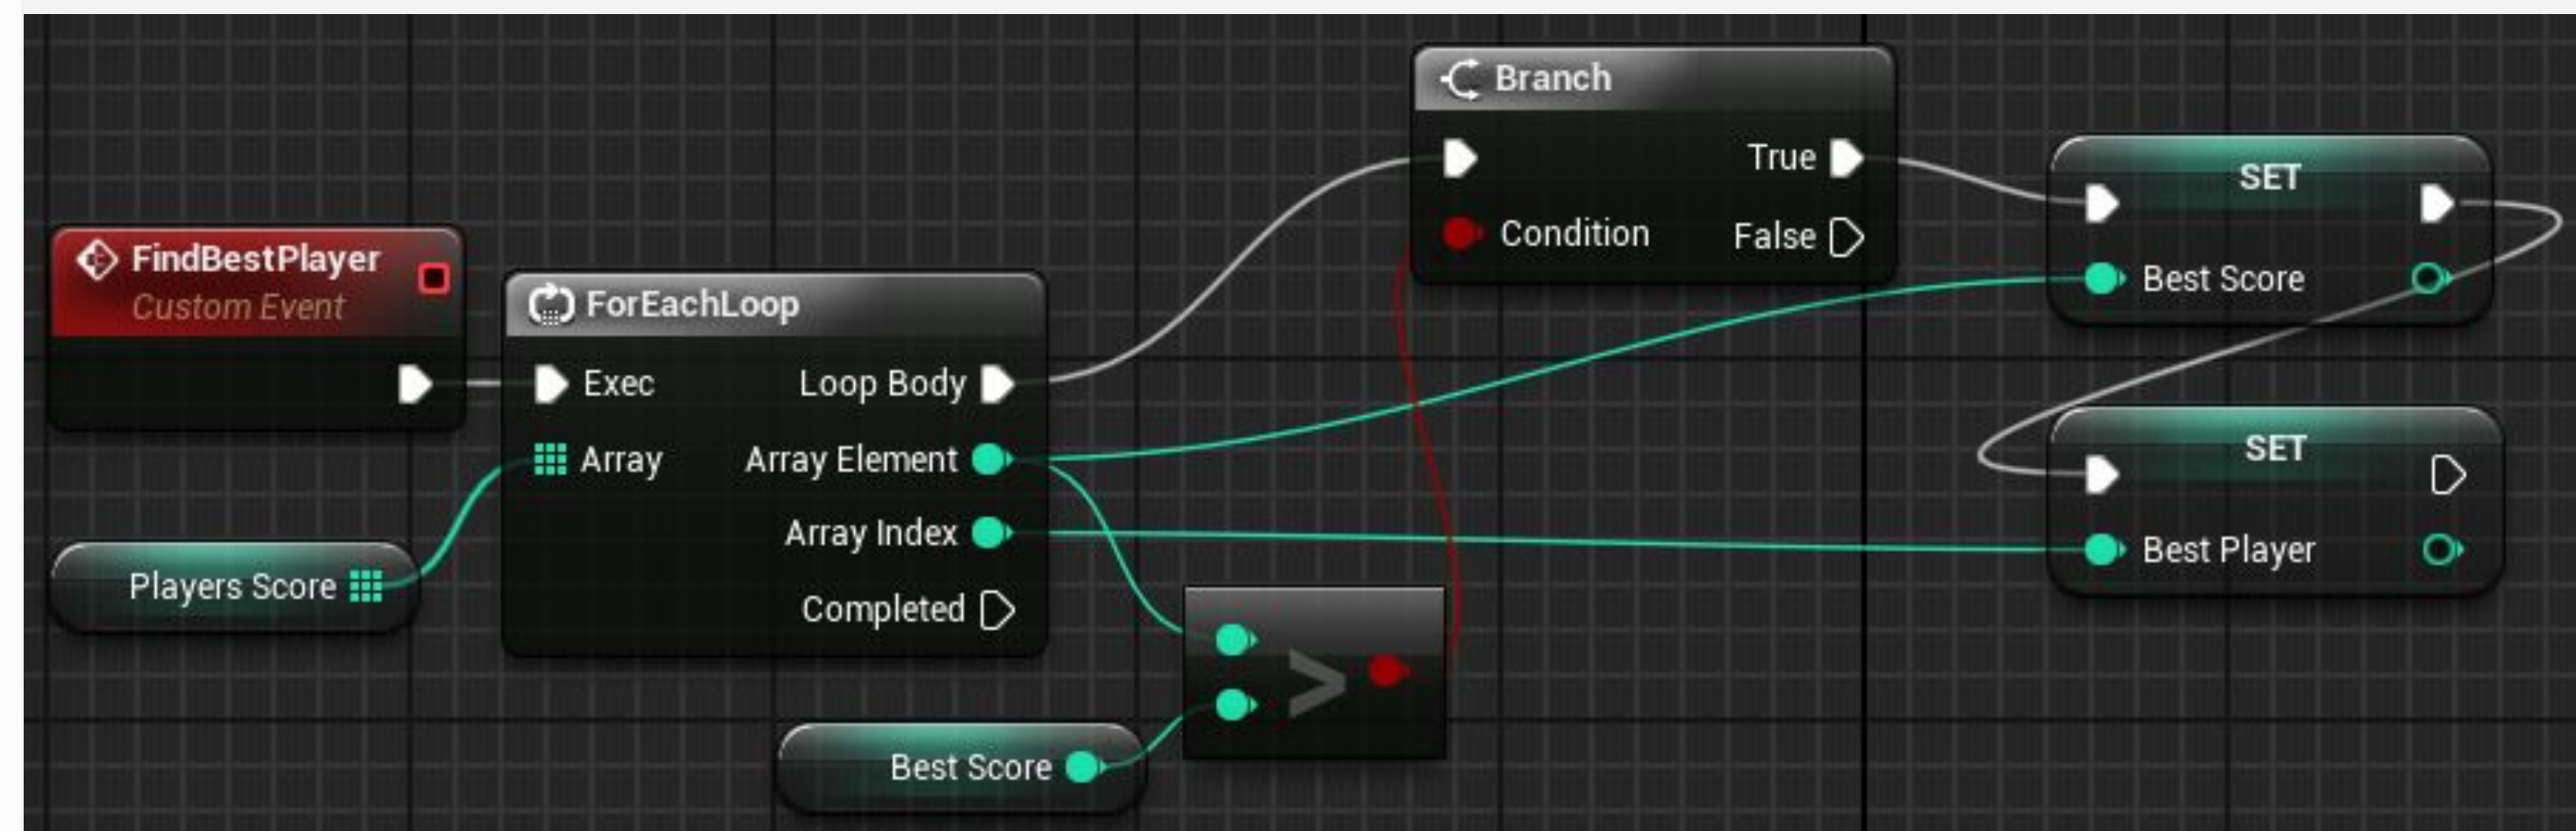 FindBestPlayer
Custom Event
Players Score
ForEachLoop
Exec
Loop Body
Array
Array Element
Array Index
Completed
Best Score
>
Branch
True
Condition
False
SET
Best Score
SET
Best Player